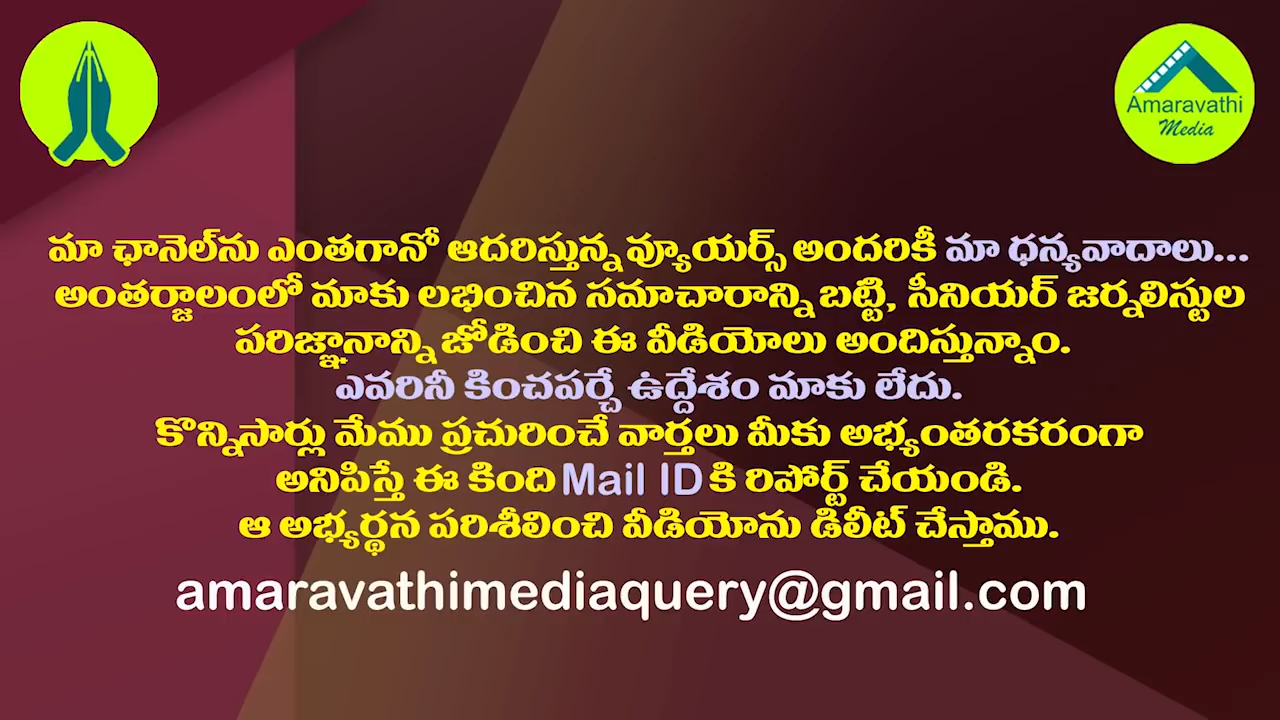 Amaravathi
Media
మా ఛానెల్‌ను ఎంతగానో ఆదరిస్తున్న వ్యూయర్స్ అందరికీ మా ధన్యవాదాలు...
అంతర్జాలంలో మాకు లభించిన సమాచారాన్ని బట్టి, సీనియర్ జర్నలిస్టుల
పరిజ్ఞానాన్ని జోడించి ఈ వీడియోలు అందిస్తున్నాం.
ఎవరినీ కించపర్చే ఉద్దేశం మాకు లేదు.
కొన్నిసార్లు మేము ప్రచురించే వార్తలు మీకు అభ్యంతరకరంగా
అనిపిస్తే ఈ కింది Mail ID కి రిపోర్ట్ చేయండి.
ఆ అభ్యర్థన పరిశీలించి వీడియోను డిలీట్ చేస్తాము.
amaravathimediaquery@gmail.com